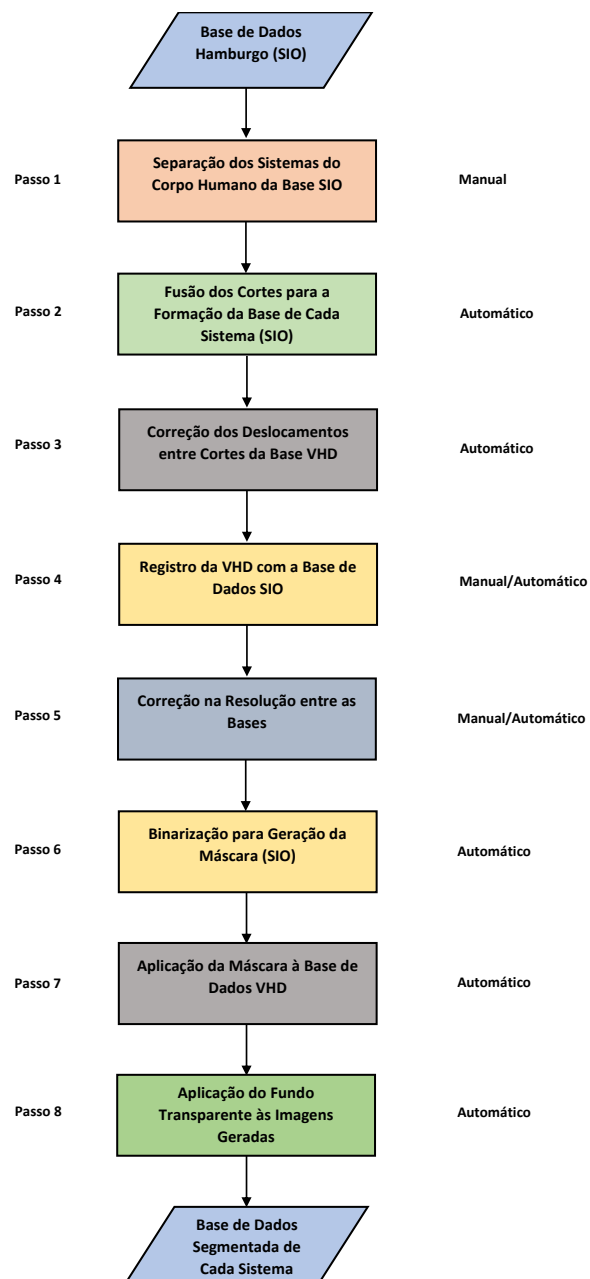 Base de Dados
Hamburgo (SIO)
Passo 1
Separação dos Sistemas do
Corpo Humano da Base SIO
Manual
Passo 2
Fusão dos Cortes para a
Formação da Base de Cada
Sistema (SIO)
Automático
Passo 3
Correção dos Deslocamentos
entre Cortes da Base VHD
Automático
Passo 4
Registro da VHD com a Base de
Dados SIO
Manual/Automático
Passo 5
Correção na Resolução entre as
Bases
Manual/Automático
Passo 6
Binarização para Geração da
Máscara (SIO)
Automático
Passo 7
Aplicação da Máscara à Base de
Dados VHD
Automático
Passo 8
Aplicação do Fundo
Transparente às Imagens
Geradas
Automático
Base de Dados
Segmentada de
Cada Sistema